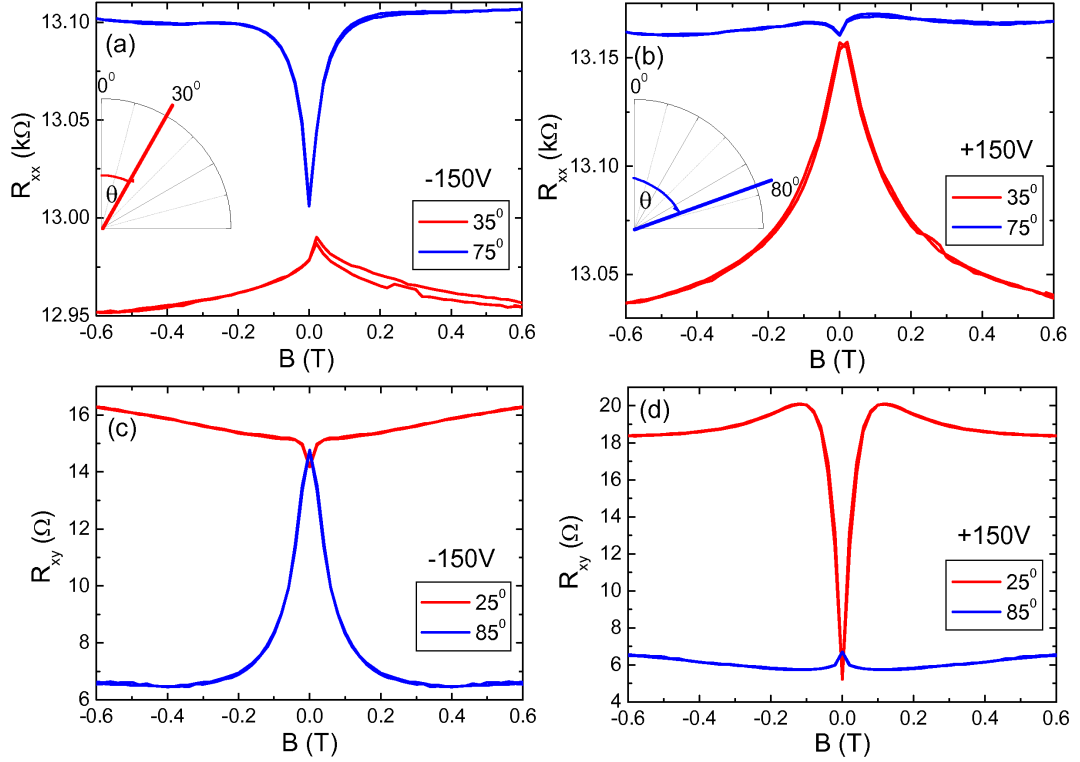 (a)
13.10
13.05
13.00
12.95
R_xx (kΩ)
0⁰
30⁰
θ
-150V
35⁰
75⁰
-0.6 -0.4 -0.2 0.0 0.2 0.4 0.6
B (T)
(b)
13.15
13.10
13.05
R_xx (kΩ)
0⁰
80⁰
θ
+150V
35⁰
75⁰
-0.6 -0.4 -0.2 0.0 0.2 0.4 0.6
B (T)
(c)
16
14
12
10
8
6
R_xy (Ω)
-150V
25⁰
85⁰
-0.6 -0.4 -0.2 0.0 0.2 0.4 0.6
B (T)
(d)
20
18
16
14
12
10
8
6
4
R_xy (Ω)
+150V
25⁰
85⁰
-0.6 -0.4 -0.2 0.0 0.2 0.4 0.6
B (T)